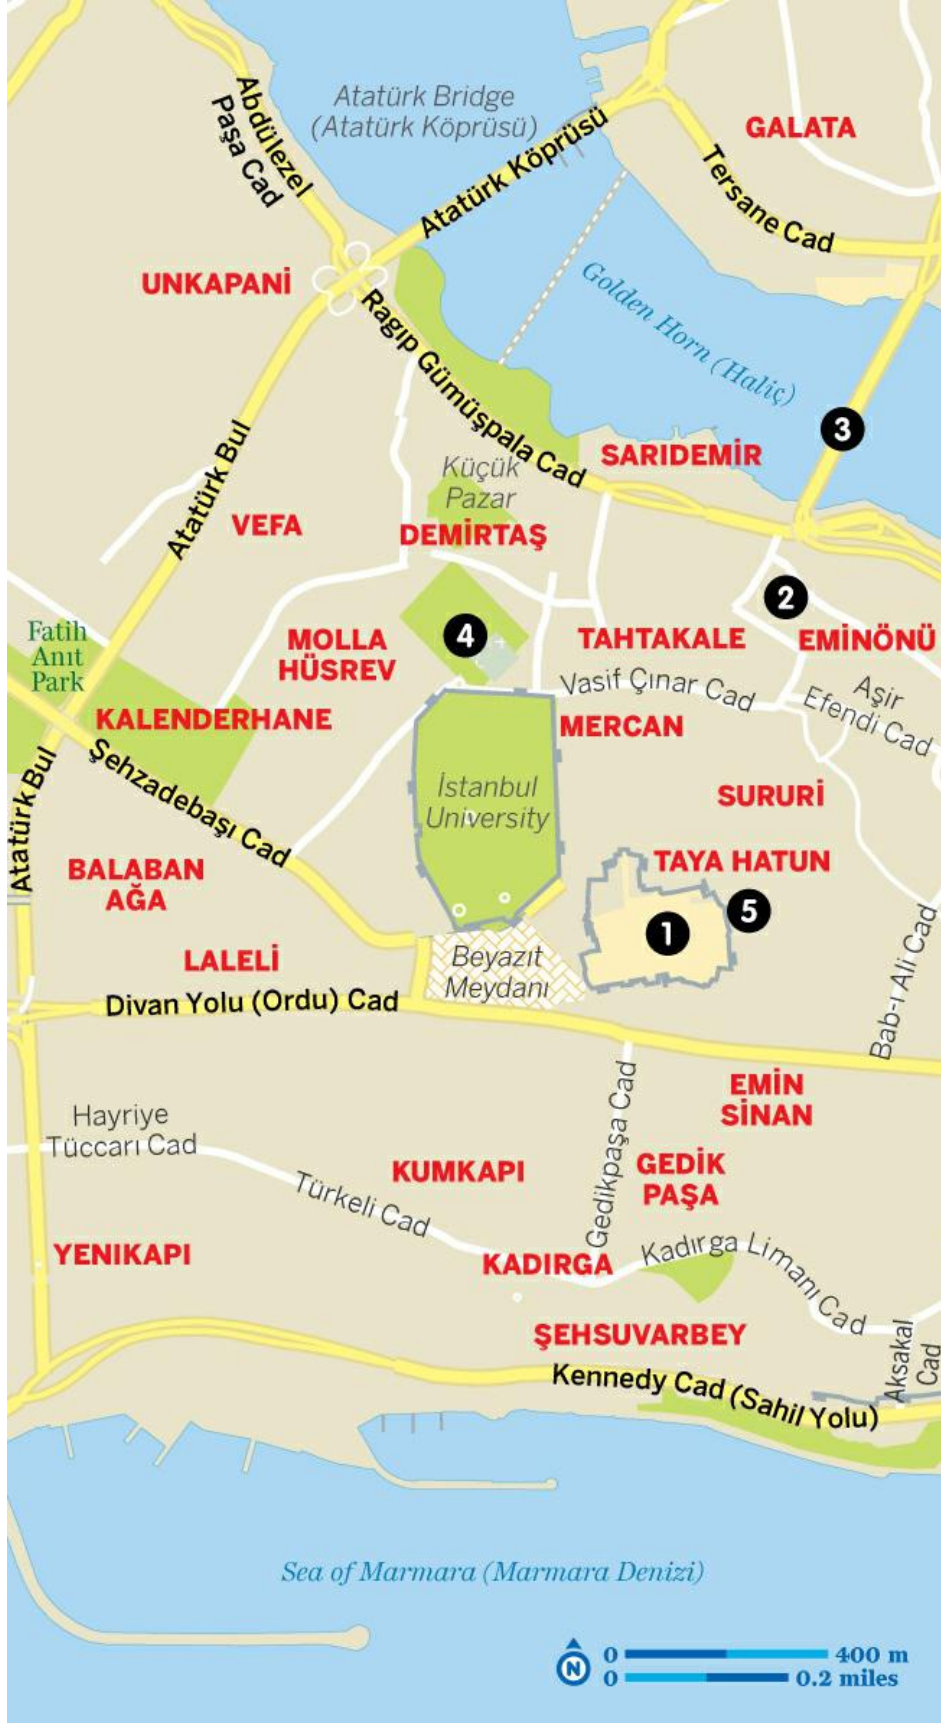 Atatürk Bridge
(Atatürk Köprüsü)
Abdülezel
Paşa Cad
GALATA
Atatürk Köprüsü
Tersane Cad
UNKAPANİ
Golden Horn (Haliç)
Ragıp Gümüşpala Cad
3
SARIDEMİR
Küçük
Pazar
Atatürk Bul
VEFA
DEMİRTAŞ
2
Fatih
Anıt
Park
MOLLA
HÜSREV
4
TAHTAKALE
EMİNÖNÜ
Vasif Çınar Cad
Aşir
Efendi Cad
KALENDERHANE
MERCAN
Şehzadebaşı Cad
Atatürk Bul
İstanbul
University
SURURİ
BALABAN
AĞA
TAYA HATUN
5
1
LALELİ
Beyazıt
Meydanı
Bab-ı Ali Cad
Divan Yolu (Ordu) Cad
EMİN
SİNAN
Hayriye
Tüccarı Cad
Gedikpaşa Cad
KUMKAPI
GEDİK
PAŞA
Türkeli Cad
YENIKAPI
KADIRGA
Kadırga Limanı Cad
ŞEHSUVARBEY
Aksakal
Cad
Kennedy Cad (Sahil Yolu)
Sea of Marmara (Marmara Denizi)
N
0 400 m
0 0.2 miles